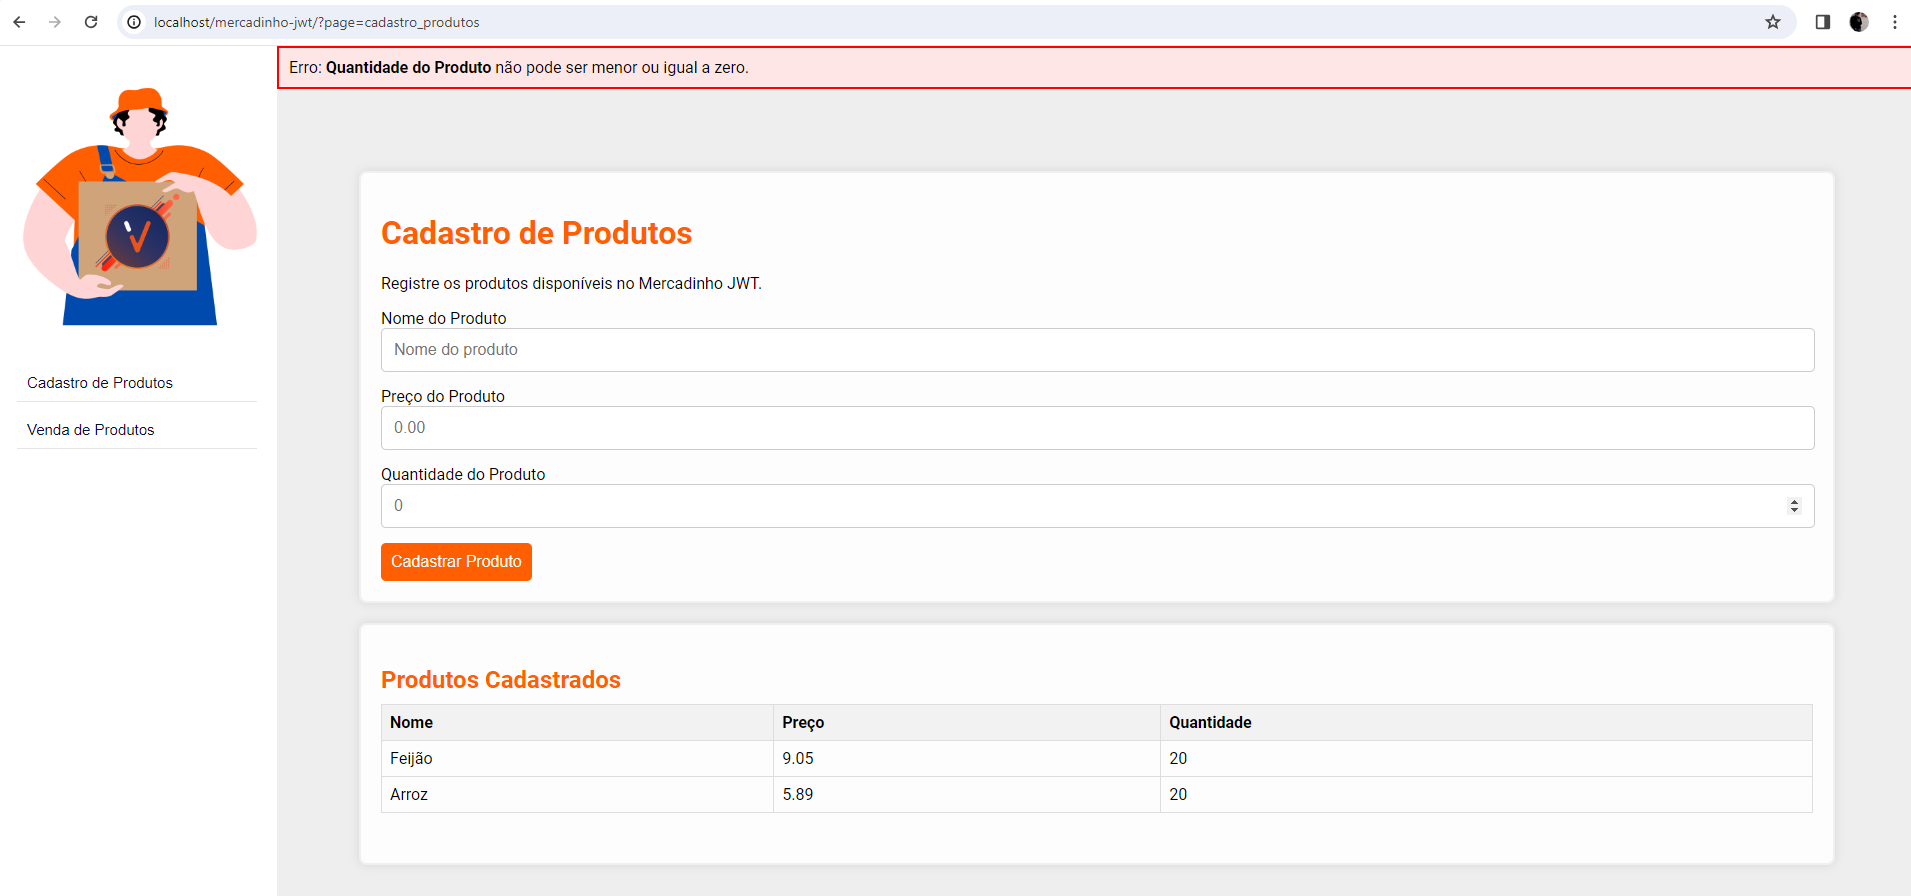 localhost/mercadinho-jwt/?page=cadastro_produtos
Erro: Quantidade do Produto não pode ser menor ou igual a zero.
Cadastro de Produtos
Venda de Produtos
Cadastro de Produtos
Registre os produtos disponíveis no Mercadinho JWT.
Nome do Produto
Nome do produto
Preço do Produto
0.00
Quantidade do Produto
0
Cadastrar Produto
Produtos Cadastrados
Nome Preço Quantidade
Feijão 9.05 20
Arroz 5.89 20